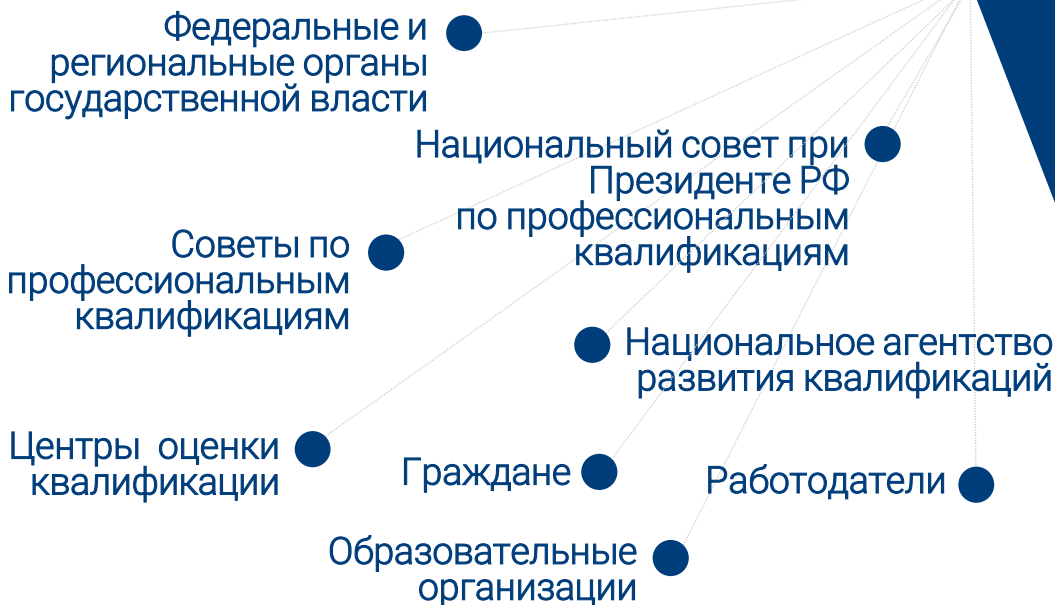 Федеральные и
региональные органы
государственной власти
Национальный совет при
Президенте РФ
по профессиональным
квалификациям
Советы по
профессиональным
квалификациям
Национальное агентство
развития квалификаций
Центры оценки
квалификации
Граждане
Работодатели
Образовательные
организации